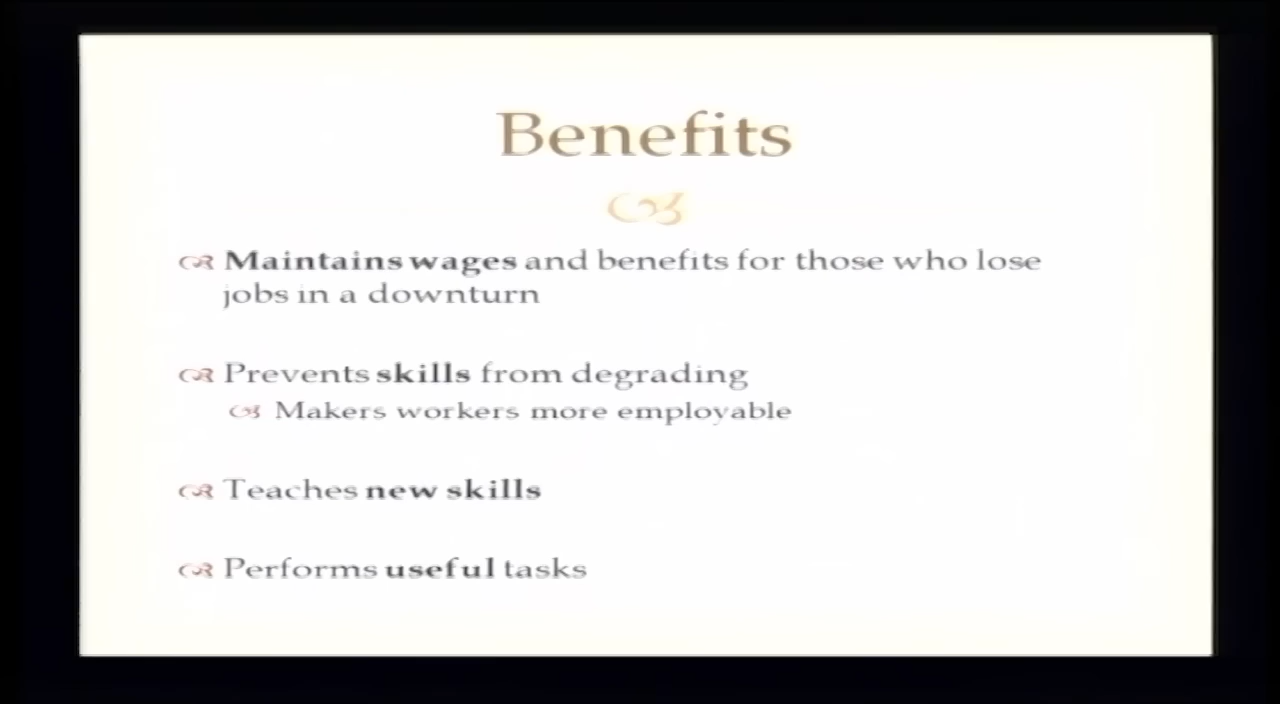 Benefits
Maintains wages and benefits for those who lose
jobs in a downturn
Prevents skills from degrading
Makers workers more employable
Teaches new skills
Performs useful tasks